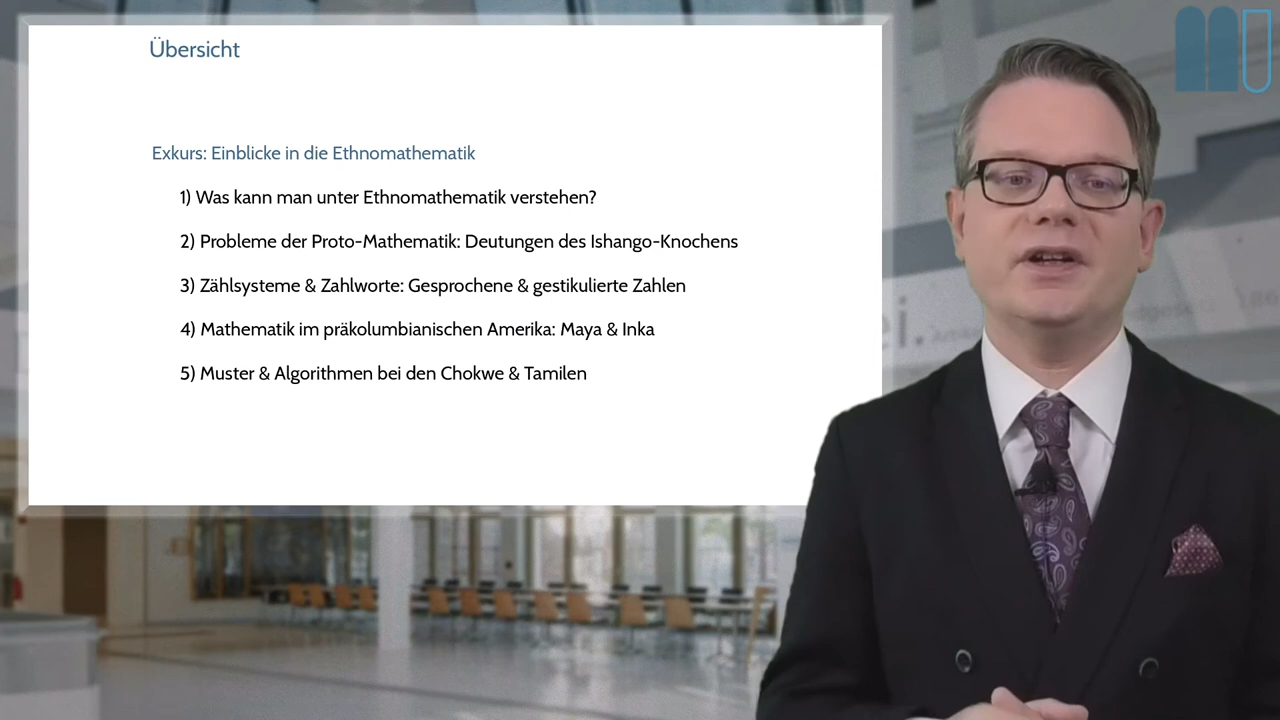 Übersicht
Exkurs: Einblicke in die Ethnomathematik
1) Was kann man unter Ethnomathematik verstehen?
2) Probleme der Proto-Mathematik: Deutungen des Ishango-Knochens
3) Zählsysteme & Zahlworte: Gesprochene & gestikulierte Zahlen
4) Mathematik im präkolumbianischen Amerika: Maya & Inka
5) Muster & Algorithmen bei den Chokwe & Tamilen